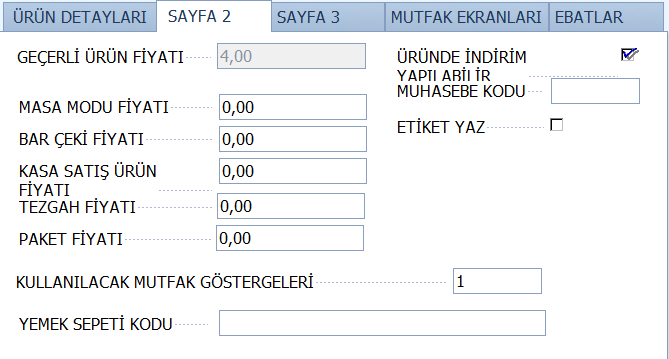 ÜRÜN DETAYLARI SAYFA 2 SAYFA 3 MUTFAK EKRANLARI EBATLAR
GEÇERLİ ÜRÜN FİYATI 4,00
ÜRÜNDE İNDİRİM
YAPILABİLİR
MUHASEBE KODU
MASA MODU FİYATI 0,00
ETİKET YAZ
BAR ÇEKİ FİYATI 0,00
KASA SATIŞ ÜRÜN
FİYATI 0,00
TEZGAH FİYATI 0,00
PAKET FİYATI 0,00
KULLANILACAK MUTFAK GÖSTERGELERİ 1
YEMEK SEPETİ KODU